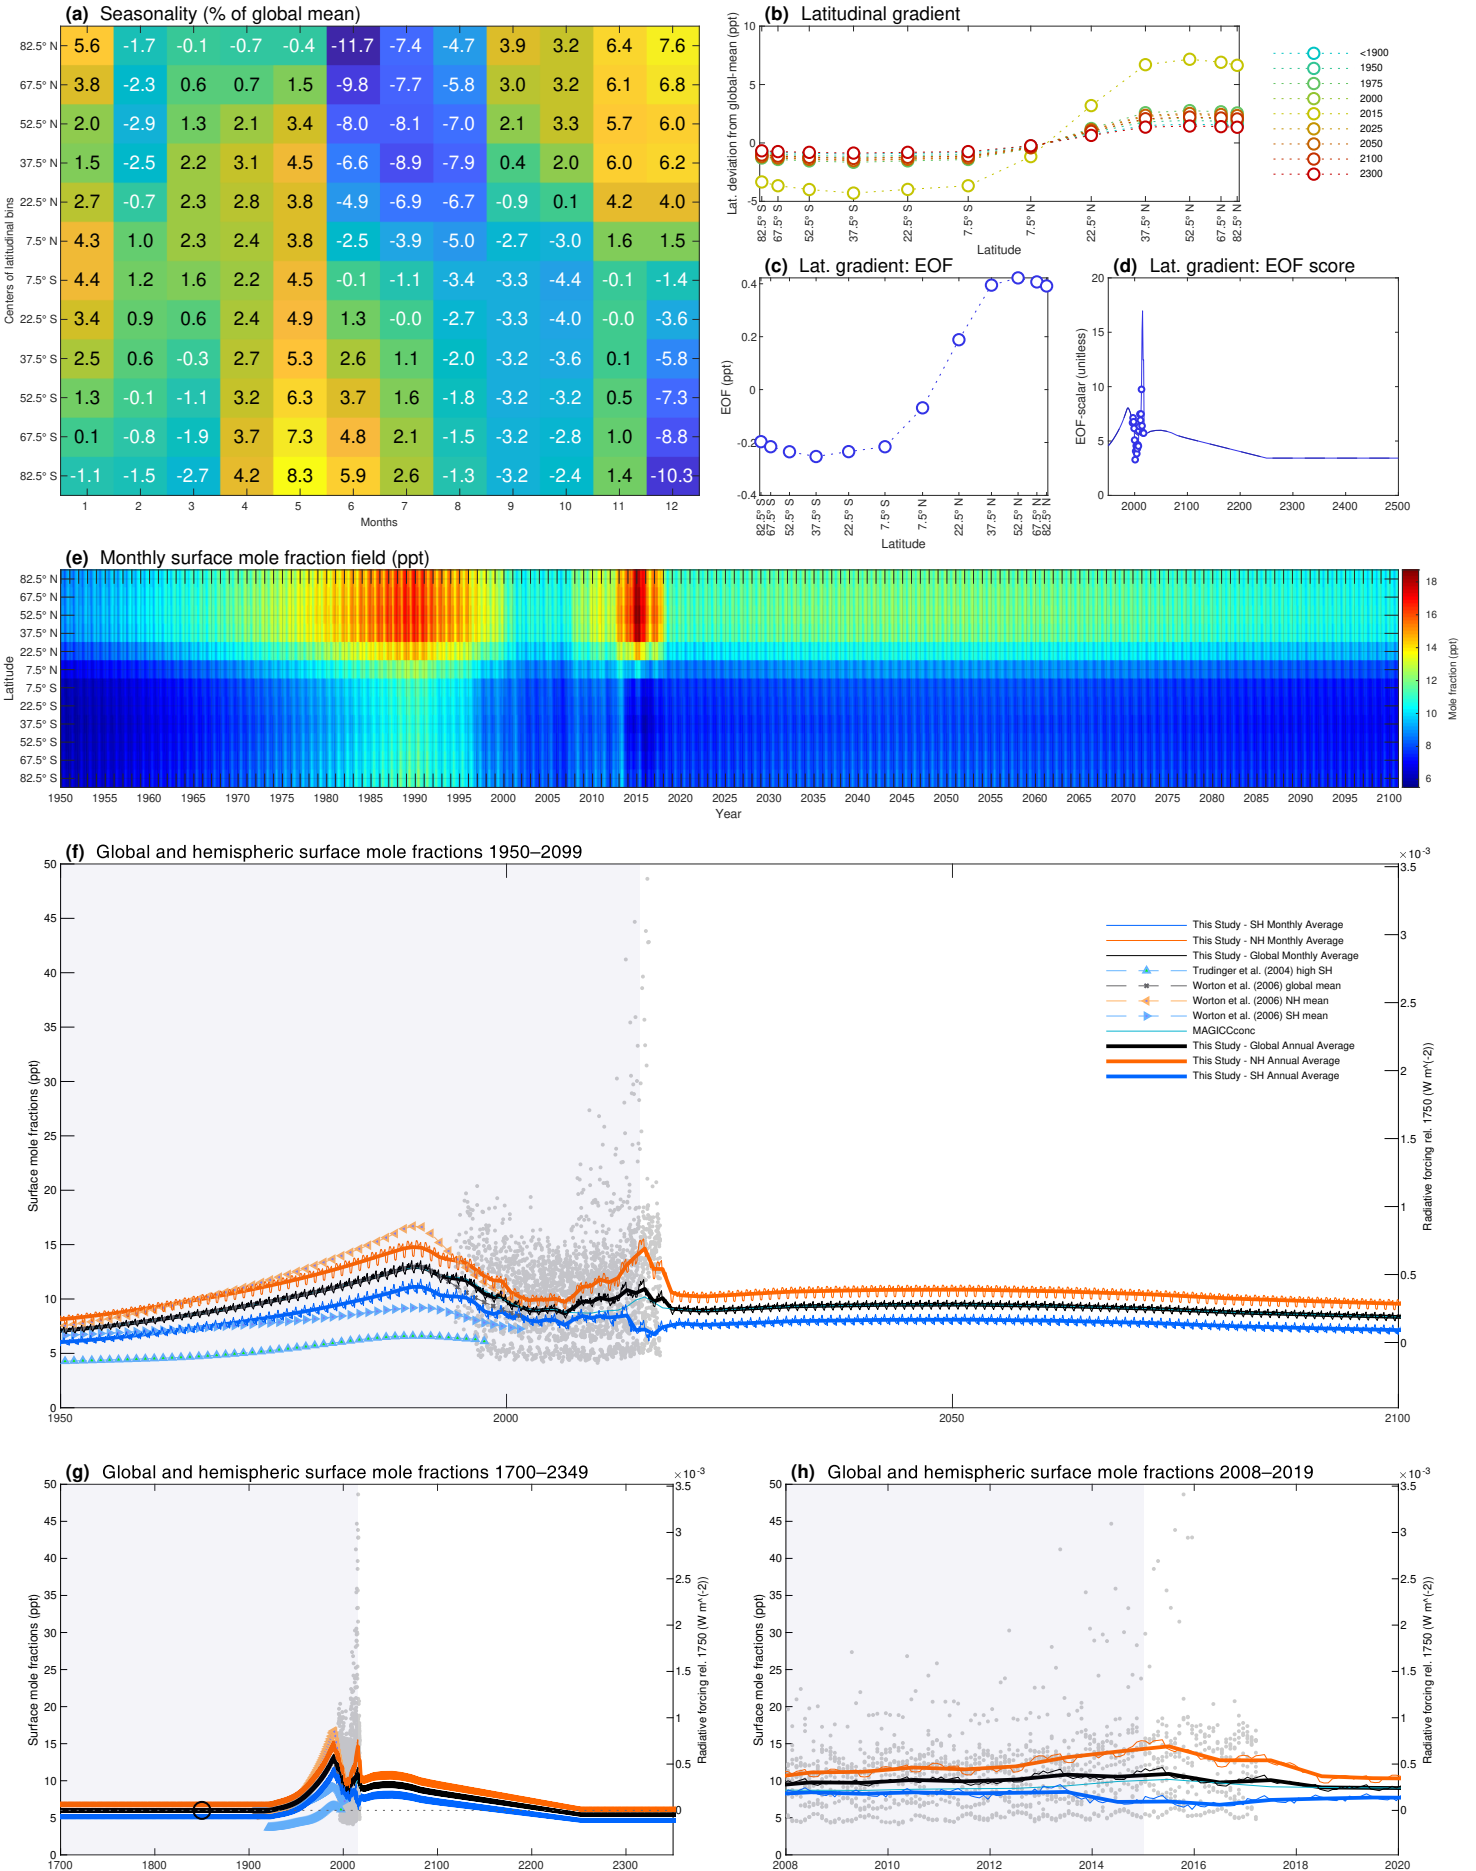 (a) Seasonality (% of global mean)
82.5° N 5.6 -1.7 -0.1 -0.7 -0.4 -11.7 -7.4 -4.7 3.9 3.2 6.4 7.6
67.5° N 3.8 -2.3 0.6 0.7 1.5 -9.8 -7.7 -5.8 3.0 3.2 6.1 6.8
52.5° N 2.0 -2.9 1.3 2.1 3.4 -8.0 -8.1 -7.0 2.1 3.3 5.7 6.0
37.5° N 1.5 -2.5 2.2 3.1 4.5 -6.6 -8.9 -7.9 0.4 2.0 6.0 6.2
22.5° N 2.7 -0.7 2.3 2.8 3.8 -4.9 -6.9 -6.7 -0.9 0.1 4.2 4.0
7.5° N 4.3 1.0 2.3 2.4 3.8 -2.5 -3.9 -5.0 -2.7 -3.0 1.6 1.5
7.5° S 4.4 1.2 1.6 2.2 4.5 -0.1 -1.1 -3.4 -3.3 -4.4 -0.1 -1.4
22.5° S 3.4 0.9 0.6 2.4 4.9 1.3 -0.0 -2.7 -3.3 -4.0 -0.0 -3.6
37.5° S 2.5 0.6 -0.3 2.7 5.3 2.6 1.1 -2.0 -3.2 -3.6 0.1 -5.8
52.5° S 1.3 -0.1 -1.1 3.2 6.3 3.7 1.6 -1.8 -3.2 -3.2 0.5 -7.3
67.5° S 0.1 -0.8 -1.9 3.7 7.3 4.8 2.1 -1.5 -3.2 -2.8 1.0 -8.8
82.5° S -1.1 -1.5 -2.7 4.2 8.3 5.9 2.6 -1.3 -3.2 -2.4 1.4 -10.3
1 2 3 4 5 6 7 8 9 10 11 12
Months
Centers of latitudinal bins
(b) Latitudinal gradient
10
5
0
-5
Lat. deviation from global-mean (ppt)
82.5° S 67.5° S 52.5° S 37.5° S 22.5° S 7.5° S 7.5° N 22.5° N 37.5° N 52.5° N 67.5° N 82.5° N
Latitude
<1900
1950
1975
2000
2015
2025
2050
2100
2300
(c) Lat. gradient: EOF
0.4
0.2
0
-0.2
-0.4
EOF (ppt)
82.5° S 67.5° S 52.5° S 37.5° S 22.5° S 7.5° S 7.5° N 22.5° N 37.5° N 52.5° N 67.5° N 82.5° N
Latitude
(d) Lat. gradient: EOF score
20
15
10
5
0
EOF-scalar (unitless)
2000 2100 2200 2300 2400 2500
(e) Monthly surface mole fraction field (ppt)
82.5° N
67.5° N
52.5° N
37.5° N
22.5° N
7.5° N
7.5° S
22.5° S
37.5° S
52.5° S
67.5° S
82.5° S
Latitude
1950 1955 1960 1965 1970 1975 1980 1985 1990 1995 2000 2005 2010 2015 2020 2025 2030 2035 2040 2045 2050 2055 2060 2065 2070 2075 2080 2085 2090 2095 2100
Year
18
16
14
12
10
8
6
Mole fraction (ppt)
(f) Global and hemispheric surface mole fractions 1950–2099
50
45
40
35
30
25
20
15
10
5
0
Surface mole fractions (ppt)
1950 2000 2050 2100
×10⁻³
3.5
3
2.5
2
1.5
1
0.5
0
Radiative forcing rel. 1750 (W m^(-2))
This Study - SH Monthly Average
This Study - NH Monthly Average
This Study - Global Monthly Average
Trudinger et al. (2004) high SH
Worton et al. (2006) global mean
Worton et al. (2006) NH mean
Worton et al. (2006) SH mean
MAGICCconc
This Study - Global Annual Average
This Study - NH Annual Average
This Study - SH Annual Average
(g) Global and hemispheric surface mole fractions 1700–2349
50
45
40
35
30
25
20
15
10
5
0
Surface mole fractions (ppt)
1700 1800 1900 2000 2100 2200 2300
×10⁻³
3.5
3
2.5
2
1.5
1
0.5
0
Radiative forcing rel. 1750 (W m^(-2))
(h) Global and hemispheric surface mole fractions 2008–2019
50
45
40
35
30
25
20
15
10
5
0
Surface mole fractions (ppt)
2008 2010 2012 2014 2016 2018 2020
×10⁻³
3.5
3
2.5
2
1.5
1
0.5
0
Radiative forcing rel. 1750 (W m^(-2))